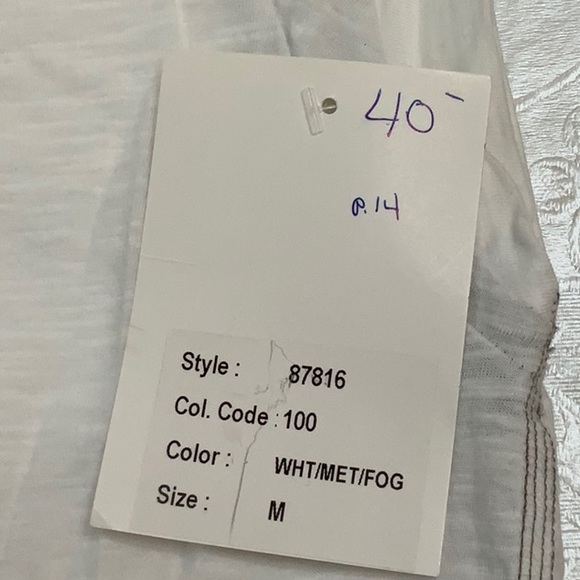 40-
p.14
Style : 87816
Col. Code : 100
Color : WHT/MET/FOG
Size : M